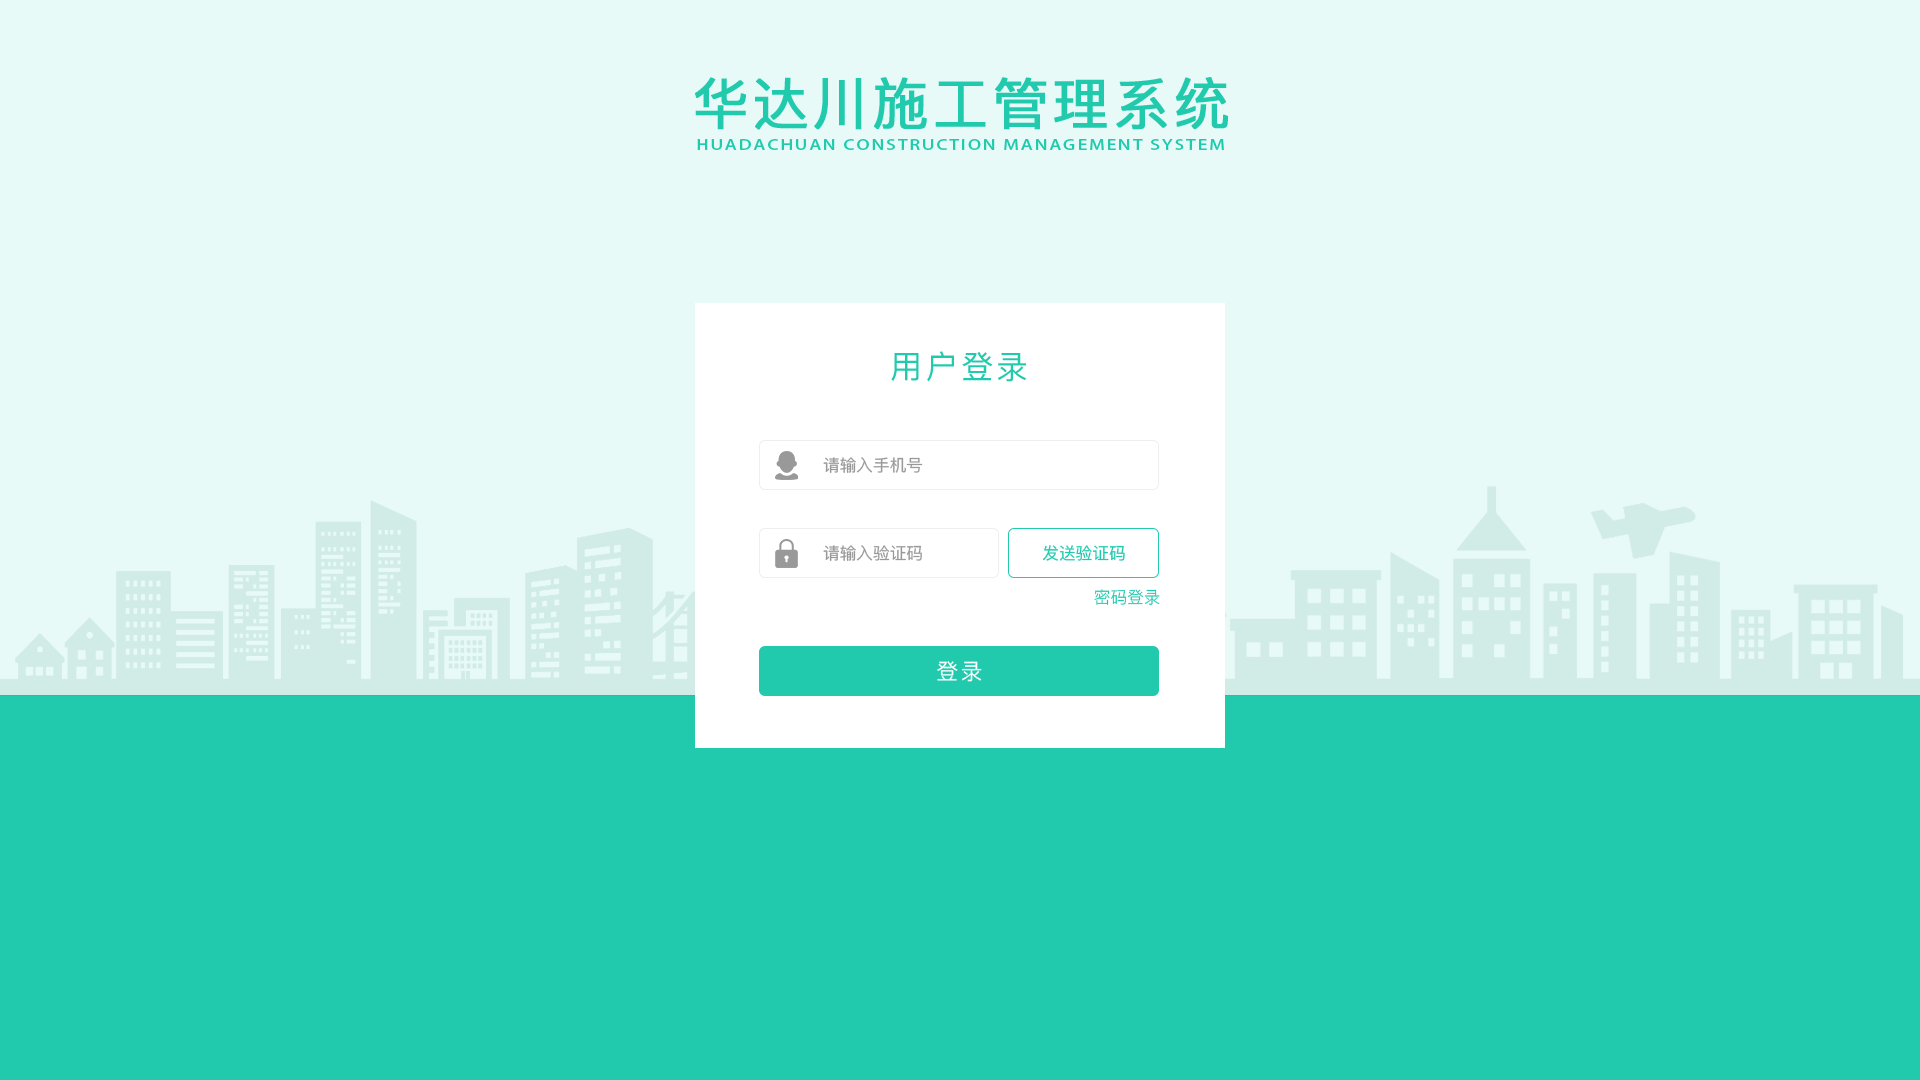 华达川施工管理系统
HUADACHUAN CONSTRUCTION MANAGEMENT SYSTEM
用户登录
请输入手机号
请输入验证码
发送验证码
密码登录
登录